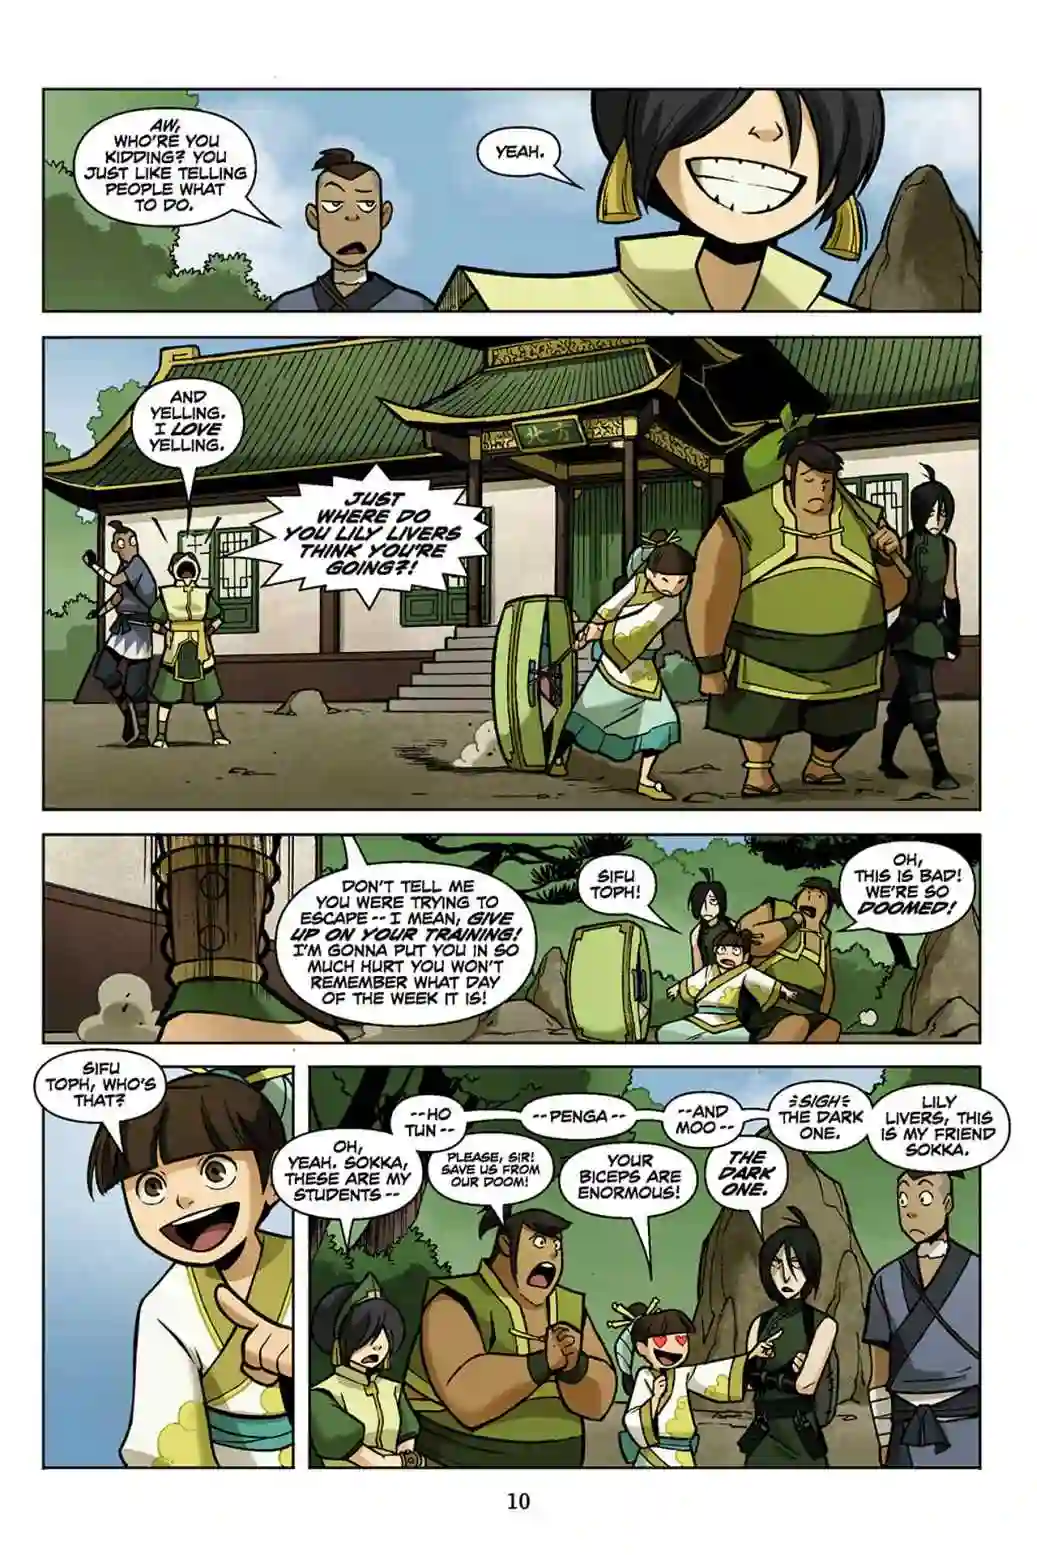 AW,
WHO'RE YOU
KIDDING? YOU
JUST LIKE TELLING
PEOPLE WHAT
TO DO.
YEAH.
AND
YELLING.
I LOVE
YELLING.
北方
JUST
WHERE DO
YOU LILY LIVERS
THINK YOU'RE
GOING?!
DON'T TELL ME
YOU WERE TRYING TO
ESCAPE -- I MEAN, GIVE
UP ON YOUR TRAINING!
I'M GONNA PUT YOU IN SO
MUCH HURT YOU WON'T
REMEMBER WHAT DAY
OF THE WEEK IT IS!
SIFU
TOPH!
OH,
THIS IS BAD!
WE'RE SO
DOOMED!
SIFU
TOPH, WHO'S
THAT?
OH,
YEAH. SOKKA,
THESE ARE MY
STUDENTS --
--HO
TUN--
PLEASE, SIR!
SAVE US FROM
OUR DOOM!
--PENGA--
YOUR
BICEPS ARE
ENORMOUS!
--AND
MOO--
THE
DARK
ONE.
SIGH
THE DARK
ONE.
LILY
LIVERS, THIS
IS MY FRIEND
SOKKA.
10